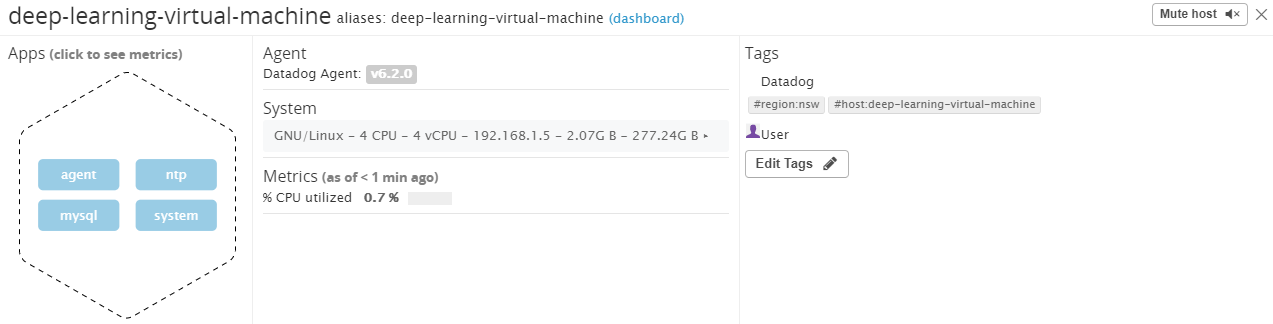 deep-learning-virtual-machine aliases: deep-learning-virtual-machine (dashboard)
Mute host
Apps (click to see metrics)
agent
ntp
mysql
system
Agent
Datadog Agent: v6.2.0
System
GNU/Linux – 4 CPU – 4 vCPU – 192.168.1.5 – 2.07G B – 277.24G B ▸
Metrics (as of < 1 min ago)
% CPU utilized 0.7 %
Tags
Datadog
#region:nsw #host:deep-learning-virtual-machine
User
Edit Tags